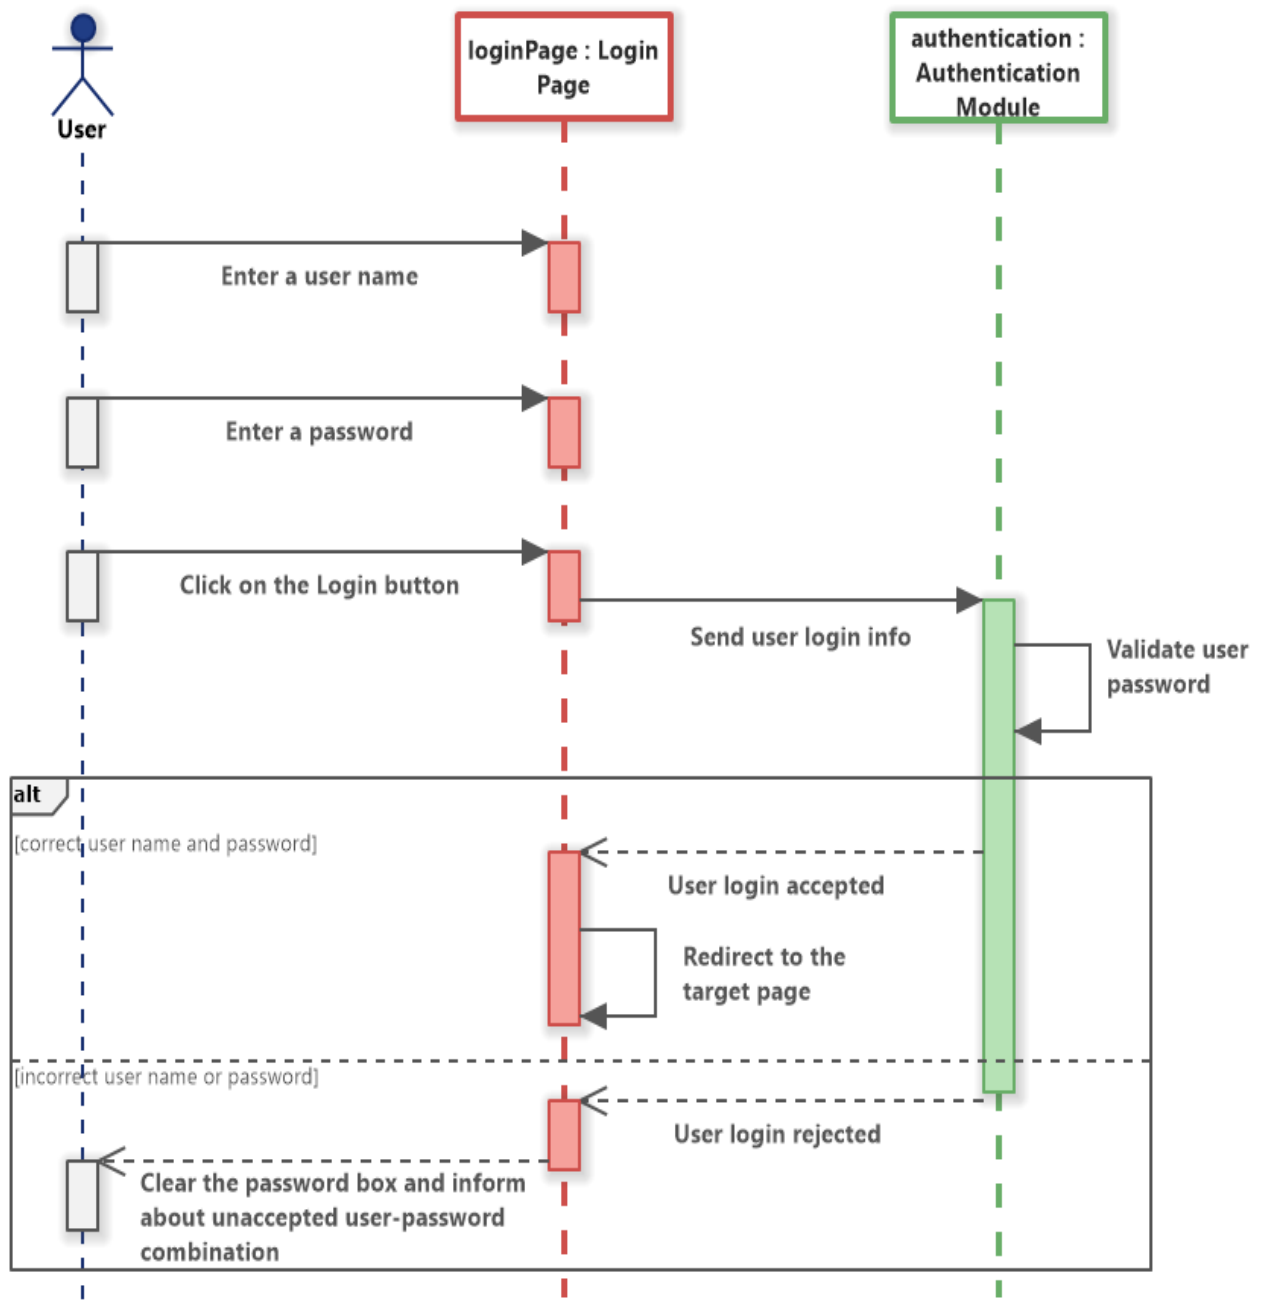 User
loginPage : Login
Page
authentication :
Authentication
Module
Enter a user name
Enter a password
Click on the Login button
Send user login info
Validate user
password
alt
[correct user name and password]
User login accepted
Redirect to the
target page
[incorrect user name or password]
User login rejected
Clear the password box and inform
about unaccepted user-password
combination